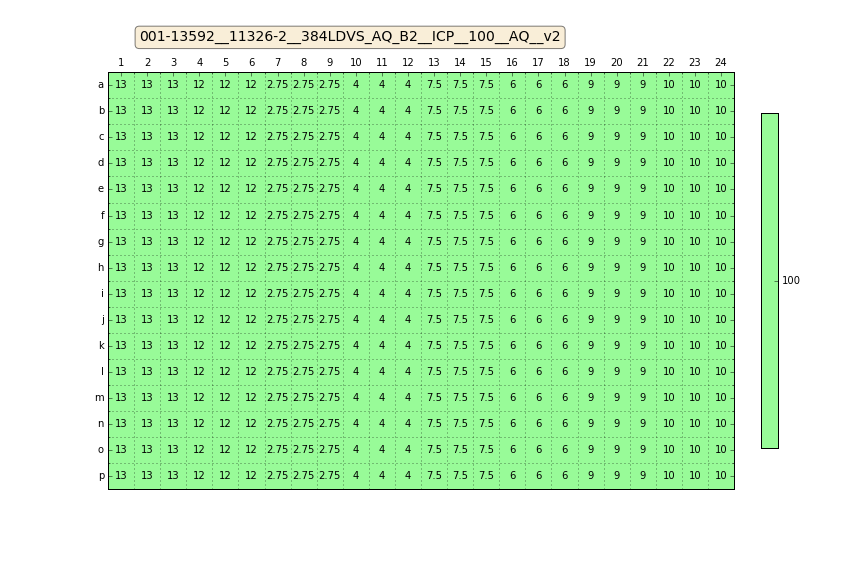 001-13592__11326-2__384LDVS_AQ_B2__ICP__100__AQ__v2
1 2 3 4 5 6 7 8 9 10 11 12 13 14 15 16 17 18 19 20 21 22 23 24
a 13 13 13 12 12 12 2.75 2.75 2.75 4 4 4 7.5 7.5 7.5 6 6 6 9 9 9 10 10 10
b 13 13 13 12 12 12 2.75 2.75 2.75 4 4 4 7.5 7.5 7.5 6 6 6 9 9 9 10 10 10
c 13 13 13 12 12 12 2.75 2.75 2.75 4 4 4 7.5 7.5 7.5 6 6 6 9 9 9 10 10 10
d 13 13 13 12 12 12 2.75 2.75 2.75 4 4 4 7.5 7.5 7.5 6 6 6 9 9 9 10 10 10
e 13 13 13 12 12 12 2.75 2.75 2.75 4 4 4 7.5 7.5 7.5 6 6 6 9 9 9 10 10 10
f 13 13 13 12 12 12 2.75 2.75 2.75 4 4 4 7.5 7.5 7.5 6 6 6 9 9 9 10 10 10
g 13 13 13 12 12 12 2.75 2.75 2.75 4 4 4 7.5 7.5 7.5 6 6 6 9 9 9 10 10 10
h 13 13 13 12 12 12 2.75 2.75 2.75 4 4 4 7.5 7.5 7.5 6 6 6 9 9 9 10 10 10
100
i 13 13 13 12 12 12 2.75 2.75 2.75 4 4 4 7.5 7.5 7.5 6 6 6 9 9 9 10 10 10
j 13 13 13 12 12 12 2.75 2.75 2.75 4 4 4 7.5 7.5 7.5 6 6 6 9 9 9 10 10 10
k 13 13 13 12 12 12 2.75 2.75 2.75 4 4 4 7.5 7.5 7.5 6 6 6 9 9 9 10 10 10
l 13 13 13 12 12 12 2.75 2.75 2.75 4 4 4 7.5 7.5 7.5 6 6 6 9 9 9 10 10 10
m 13 13 13 12 12 12 2.75 2.75 2.75 4 4 4 7.5 7.5 7.5 6 6 6 9 9 9 10 10 10
n 13 13 13 12 12 12 2.75 2.75 2.75 4 4 4 7.5 7.5 7.5 6 6 6 9 9 9 10 10 10
o 13 13 13 12 12 12 2.75 2.75 2.75 4 4 4 7.5 7.5 7.5 6 6 6 9 9 9 10 10 10
p 13 13 13 12 12 12 2.75 2.75 2.75 4 4 4 7.5 7.5 7.5 6 6 6 9 9 9 10 10 10